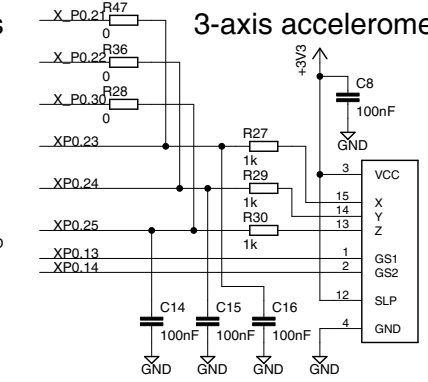 s
3-axis accelerome
X_P0.21 R47
0
X_P0.22 R36
0
X_P0.30 R28
0
+3V3
C8
100nF
GND
XP0.23
R27
1k
XP0.24
R29
1k
XP0.25
R30
1k
XP0.13
XP0.14
3 VCC
15 X
14 Y
13 Z
1 GS1
2 GS2
12 SLP
4 GND
C14 C15 C16
100nF 100nF 100nF
GND GND GND GND